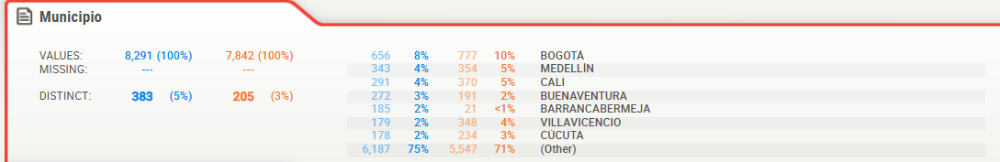 Municipio
VALUES: 8,291 (100%) 7,842 (100%)
MISSING: --- ---
DISTINCT: 383 (5%) 205 (3%)
656 8% 777 10% BOGOTÁ
343 4% 354 5% MEDELLÍN
291 4% 370 5% CALI
272 3% 191 2% BUENAVENTURA
185 2% 21 <1% BARRANCABERMEJA
179 2% 348 4% VILLAVICENCIO
178 2% 234 3% CÚCUTA
6,187 75% 5,547 71% (Other)